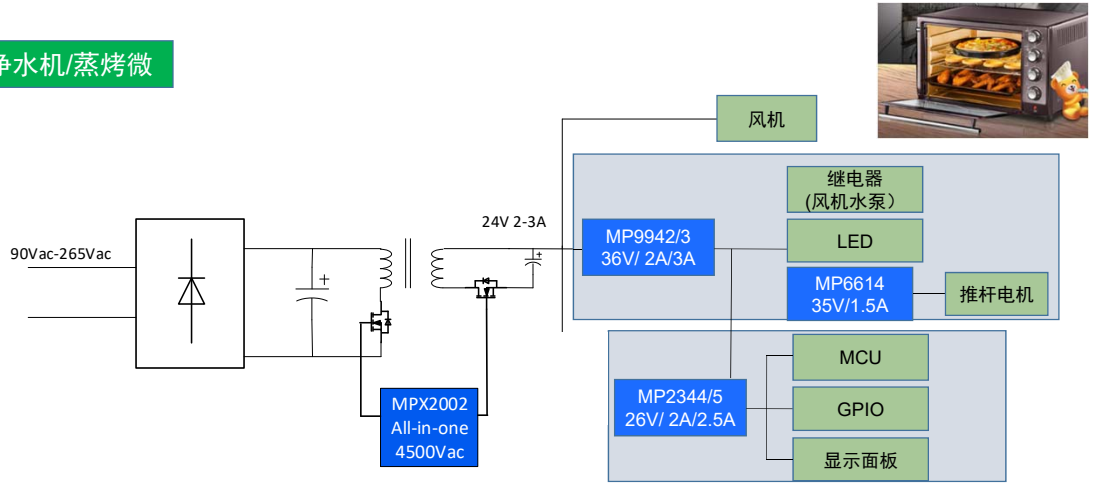 净水机/蒸烤微
风机
继电器
(风机水泵）
24V 2-3A
90Vac-265Vac
MP9942/3
36V/ 2A/3A
LED
MP6614
35V/1.5A
推杆电机
MCU
MPX2002
All-in-one
4500Vac
MP2344/5
26V/ 2A/2.5A
GPIO
显示面板